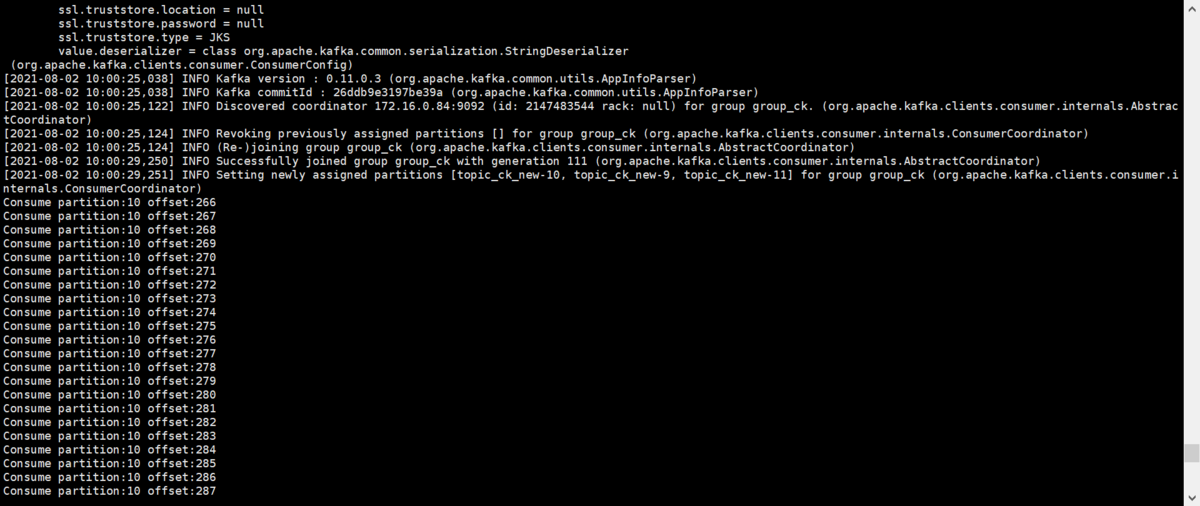 ssl.truststore.location = null
ssl.truststore.password = null
ssl.truststore.type = JKS
value.deserializer = class org.apache.kafka.common.serialization.StringDeserializer
(org.apache.kafka.clients.consumer.ConsumerConfig)
[2021-08-02 10:00:25,038] INFO Kafka version : 0.11.0.3 (org.apache.kafka.common.utils.AppInfoParser)
[2021-08-02 10:00:25,038] INFO Kafka commitId : 26ddb9e3197be39a (org.apache.kafka.common.utils.AppInfoParser)
[2021-08-02 10:00:25,122] INFO Discovered coordinator 172.16.0.84:9092 (id: 2147483544 rack: null) for group group_ck. (org.apache.kafka.clients.consumer.internals.Abstrac
tCoordinator)
[2021-08-02 10:00:25,124] INFO Revoking previously assigned partitions [] for group group_ck (org.apache.kafka.clients.consumer.internals.ConsumerCoordinator)
[2021-08-02 10:00:25,124] INFO (Re-)joining group group_ck (org.apache.kafka.clients.consumer.internals.AbstractCoordinator)
[2021-08-02 10:00:29,250] INFO Successfully joined group group_ck with generation 111 (org.apache.kafka.clients.consumer.internals.AbstractCoordinator)
[2021-08-02 10:00:29,251] INFO Setting newly assigned partitions [topic_ck_new-10, topic_ck_new-9, topic_ck_new-11] for group group_ck (org.apache.kafka.clients.consumer.i
nternals.ConsumerCoordinator)
Consume partition:10 offset:266
Consume partition:10 offset:267
Consume partition:10 offset:268
Consume partition:10 offset:269
Consume partition:10 offset:270
Consume partition:10 offset:271
Consume partition:10 offset:272
Consume partition:10 offset:273
Consume partition:10 offset:274
Consume partition:10 offset:275
Consume partition:10 offset:276
Consume partition:10 offset:277
Consume partition:10 offset:278
Consume partition:10 offset:279
Consume partition:10 offset:280
Consume partition:10 offset:281
Consume partition:10 offset:282
Consume partition:10 offset:283
Consume partition:10 offset:284
Consume partition:10 offset:285
Consume partition:10 offset:286
Consume partition:10 offset:287